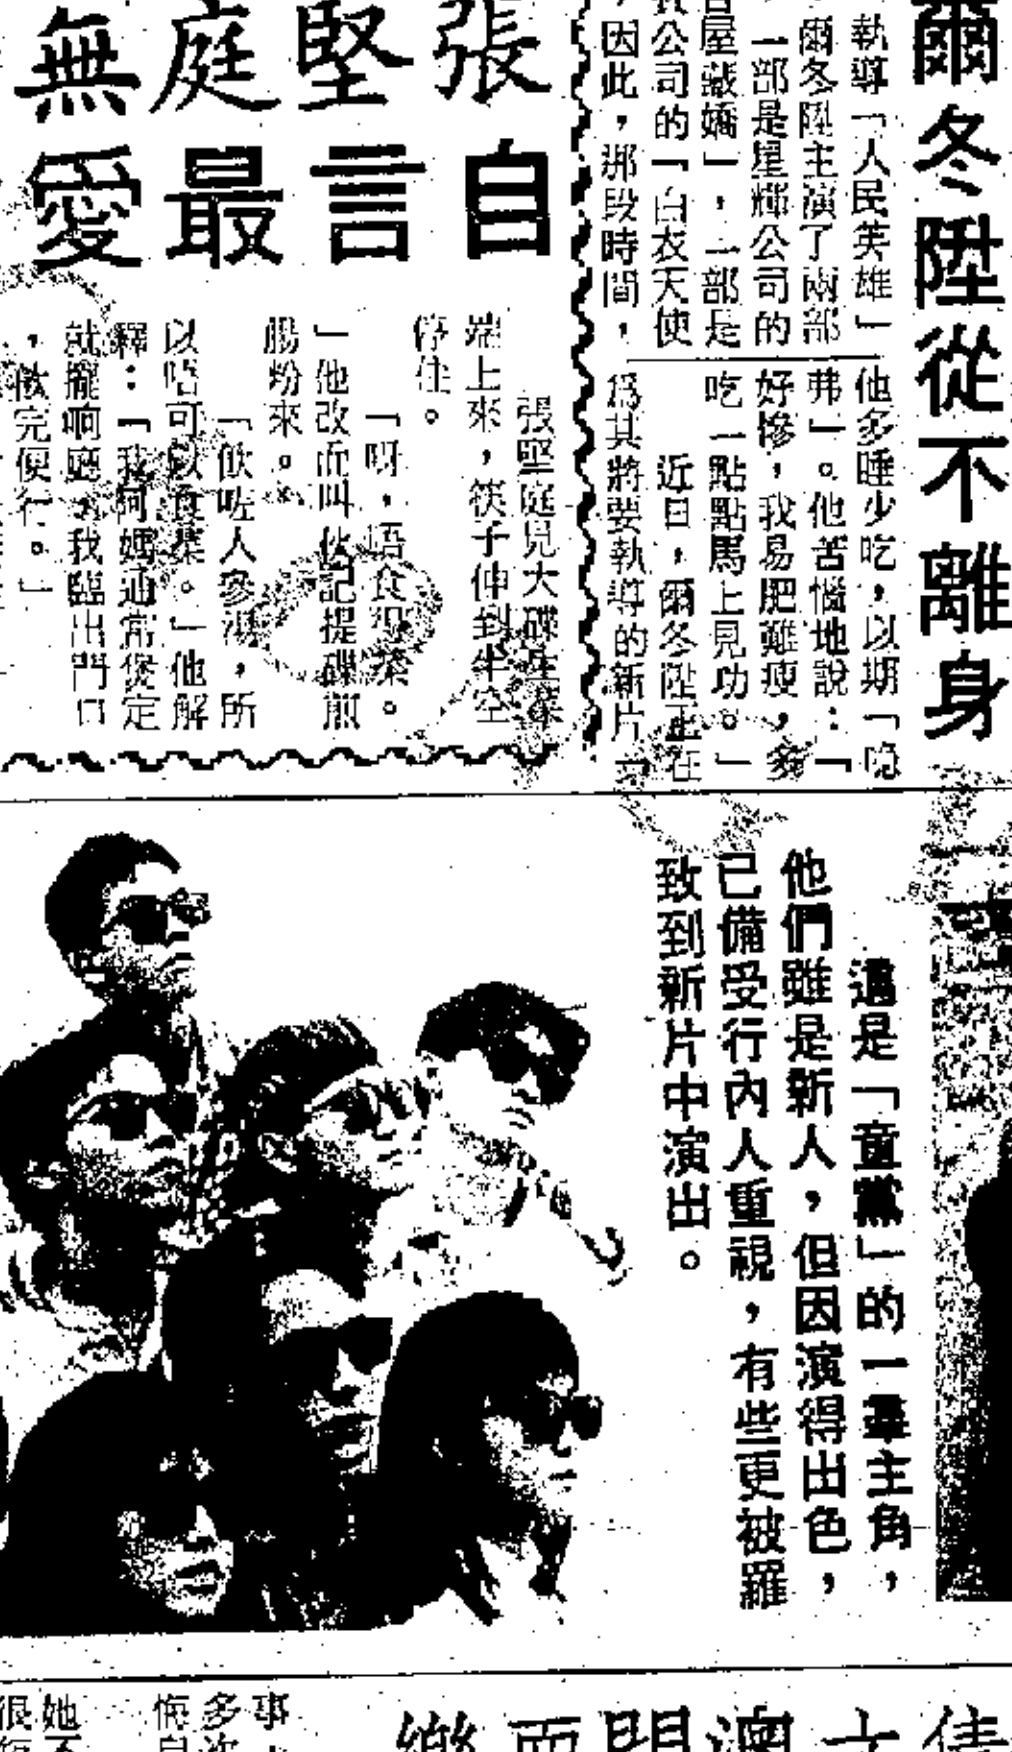 爾冬陞從不離身
執導「人民英雄」
爾冬陞主演了兩部
一部是星輝公司的
屋藏嬌」，一部是
公司的「白衣天使
因此，那段時間，
他多睡少吃，以期「晚
弗」。他苦惱地說：「
好慘，我易肥難瘦，多
吃一點點馬上見功。」
近日，爾冬陞正在
為其將要執導的新片「
張堅庭無
自言最愛
張堅庭見大碟生菜
端上來，筷子伸到半空
停住。
「呀，唔食得菜。
」他改而叫伙記提碟煎
腸粉來。
「飲咗人參湯，所
以唔可以食菜。」他解
釋：「我阿媽通常煲定
就擺响廳，我臨出門口
，飲完便行。」
這是「童黨」的一羣主角，
他們雖是新人，但因演得出色，
已備受行內人重視，有些更被羅
致到新片中演出。
事
多
悔
她
很